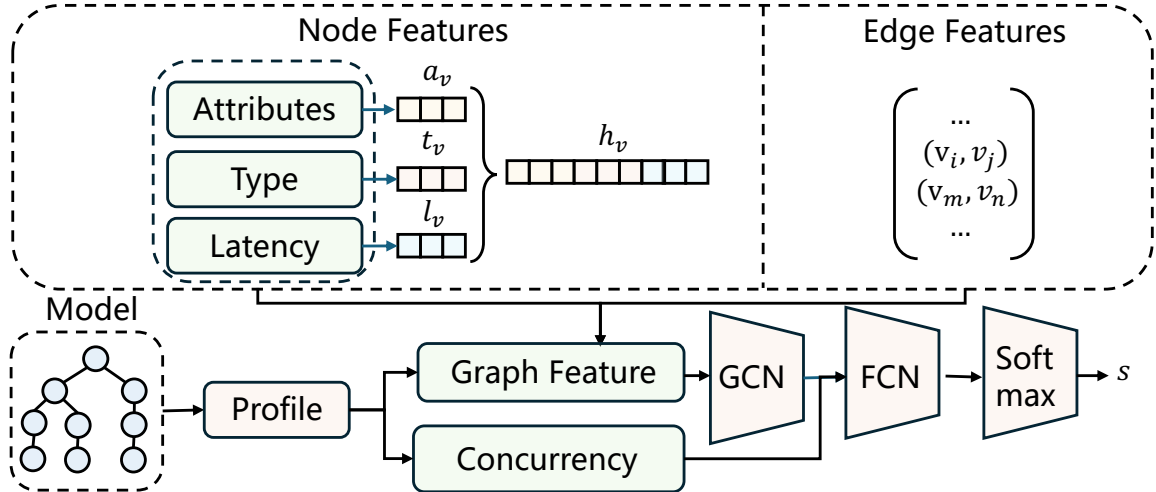 Node Features
Edge Features
Attributes
a_v
Type
t_v
Latency
l_v
h_v
...
(v_i, v_j)
(v_m, v_n)
...
Model
Profile
Graph Feature
Concurrency
GCN
FCN
Soft
max
s